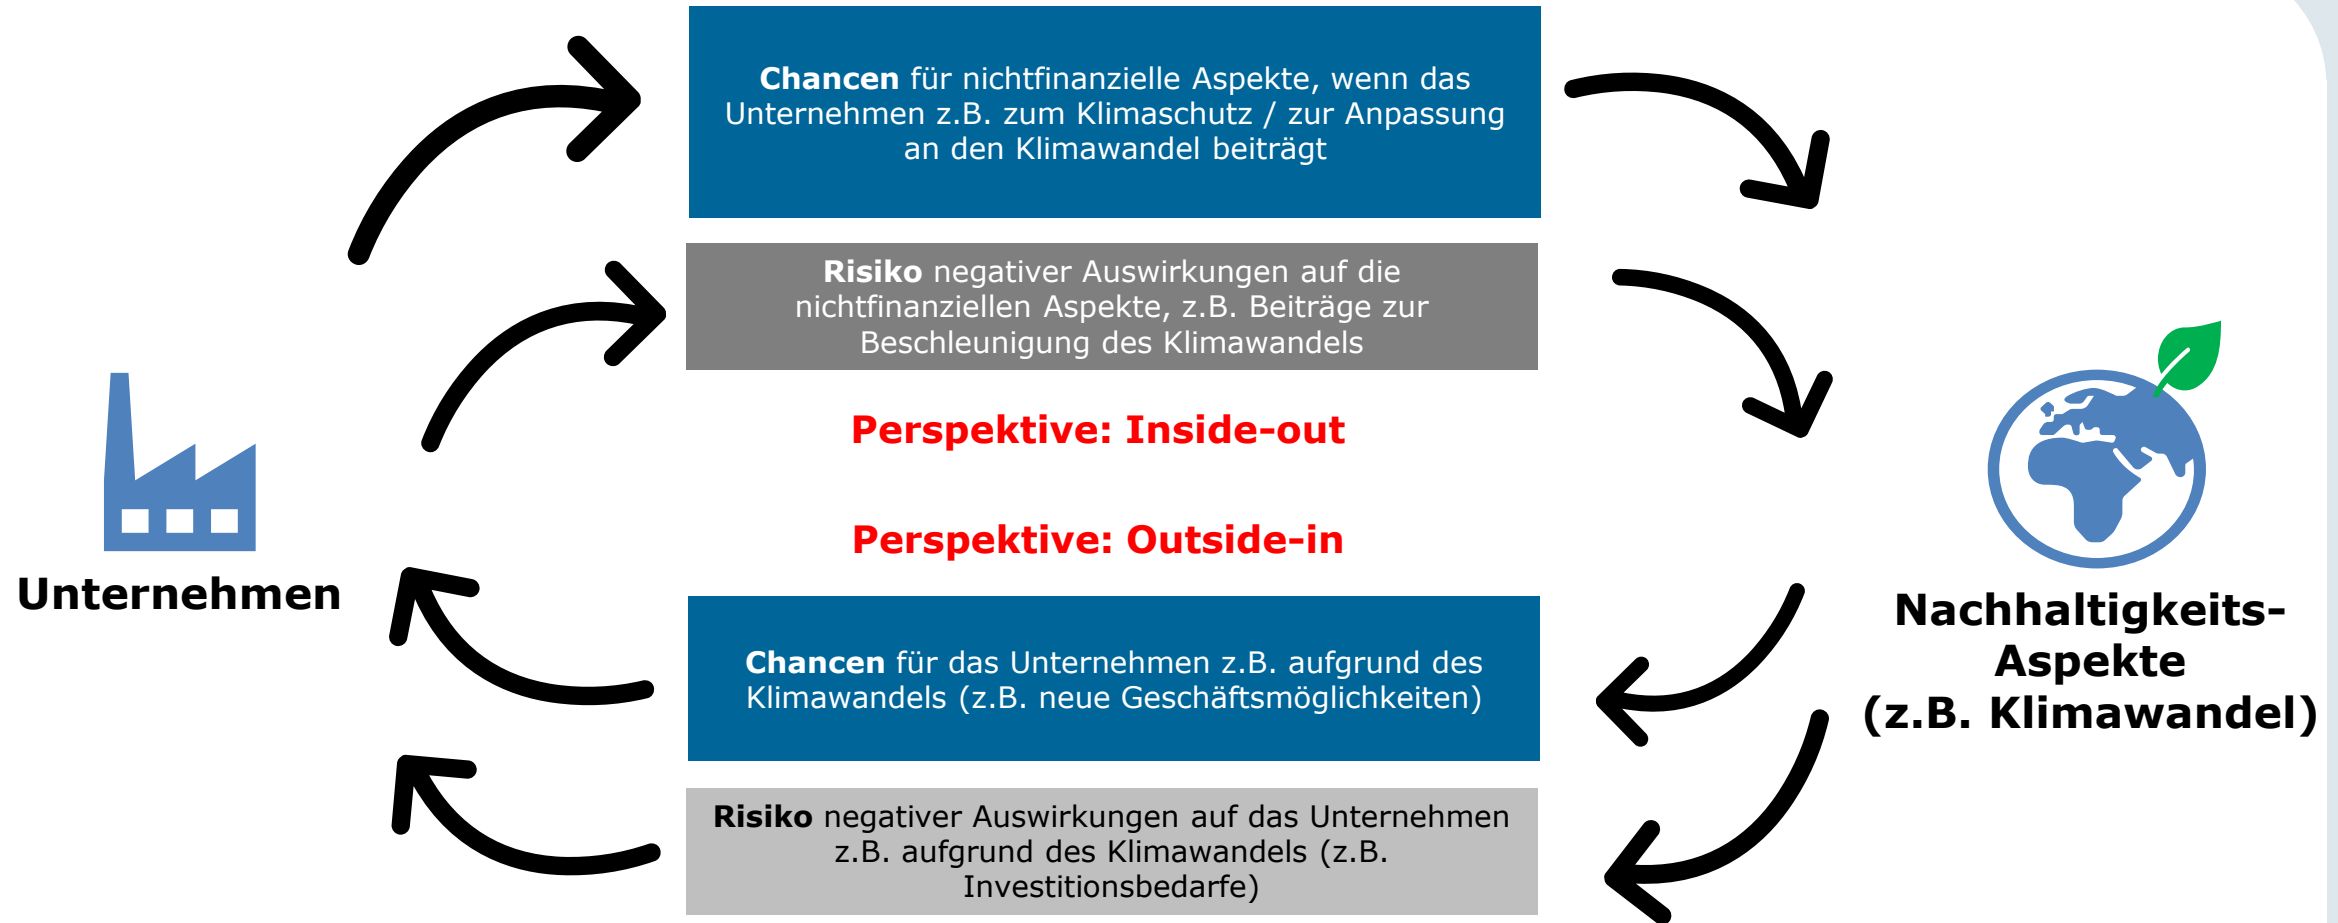 Chancen für nichtfinanzielle Aspekte, wenn das
Unternehmen z.B. zum Klimaschutz / zur Anpassung
an den Klimawandel beiträgt
Risiko negativer Auswirkungen auf die
nichtfinanziellen Aspekte, z.B. Beiträge zur
Beschleunigung des Klimawandels
Perspektive: Inside-out
Perspektive: Outside-in
Unternehmen
Nachhaltigkeits-
Aspekte
(z.B. Klimawandel)
Chancen für das Unternehmen z.B. aufgrund des
Klimawandels (z.B. neue Geschäftsmöglichkeiten)
Risiko negativer Auswirkungen auf das Unternehmen
z.B. aufgrund des Klimawandels (z.B.
Investitionsbedarfe)